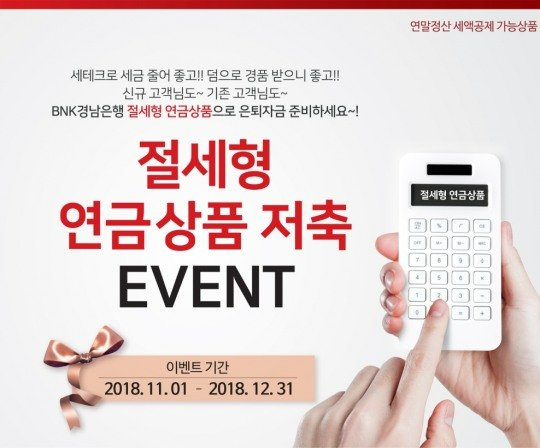 연말정산 세액공제 가능상품
세테크로 세금 줄어 좋고!! 덤으로 경품 받으니 좋고!!
신규 고객님도~ 기존 고객님도~
BNK경남은행 절세형 연금상품으로 은퇴자금 준비하세요~!
절세형
연금상품 저축
EVENT
절세형 연금상품
이벤트 기간
2018. 11. 01 - 2018. 12. 31